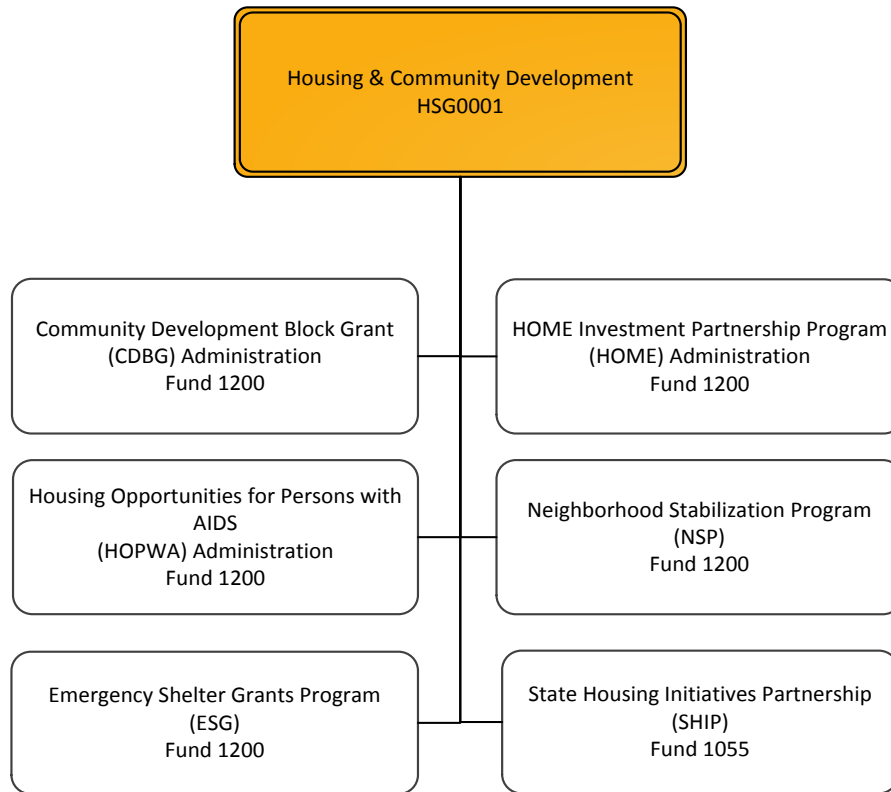 Housing & Community Development
HSG0001
Community Development Block Grant
(CDBG) Administration
Fund 1200
HOME Investment Partnership Program
(HOME) Administration
Fund 1200
Housing Opportunities for Persons with
AIDS
(HOPWA) Administration
Fund 1200
Neighborhood Stabilization Program
(NSP)
Fund 1200
Emergency Shelter Grants Program
(ESG)
Fund 1200
State Housing Initiatives Partnership
(SHIP)
Fund 1055